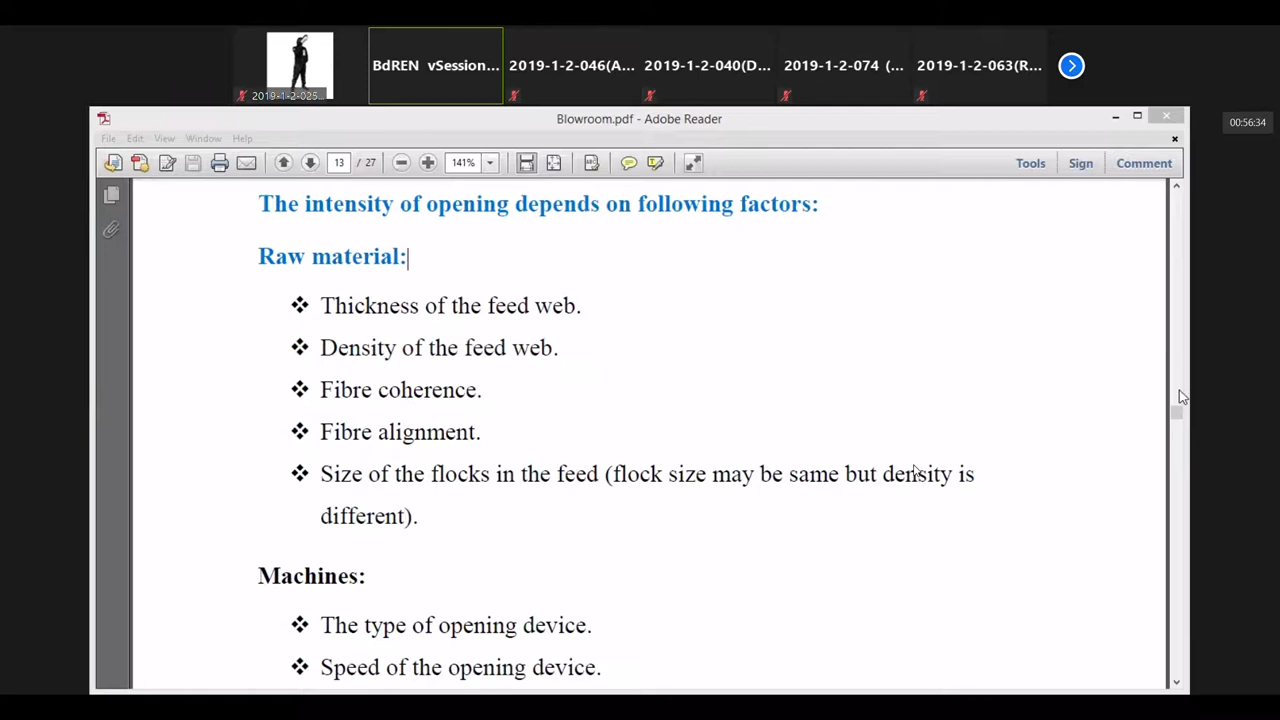 BdREN vSession...
2019-1-2-046(A...
2019-1-2-040(D...
2019-1-2-074 (...
2019-1-2-063(R...
2019-1-2-025...
Blowroom.pdf - Adobe Reader
00:56:34
File Edit View Window Help
13 / 27
141%
Tools Sign Comment
The intensity of opening depends on following factors:
Raw material:
❖ Thickness of the feed web.
❖ Density of the feed web.
❖ Fibre coherence.
❖ Fibre alignment.
❖ Size of the flocks in the feed (flock size may be same but density is
different).
Machines:
❖ The type of opening device.
❖ Speed of the opening device.